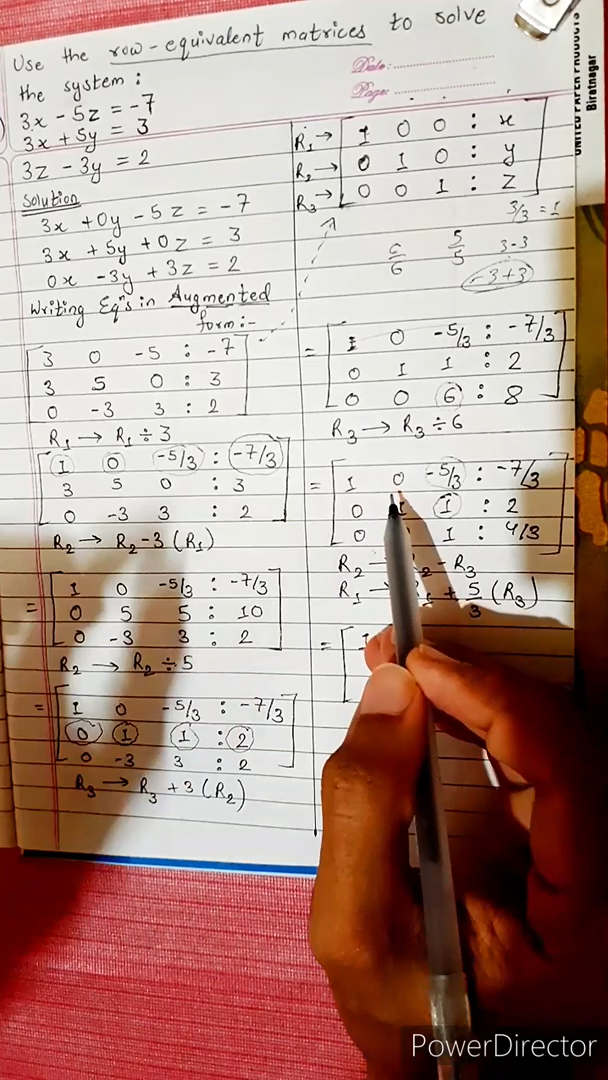 Use the row-equivalent matrices to solve
the system:
3x - 5z = -7
3x + 5y = 3
3z - 3y = 2
Solution
3x + 0y - 5z = -7
3x + 5y + 0z = 3
0x - 3y + 3z = 2
Writing Eqns in Augmented
form:-
3 0 -5 : -7
3 5 0 : 3
0 -3 3 : 2
R1 → R1 ÷ 3
1 0 -5/3 : -7/3
3 5 0 : 3
0 -3 3 : 2
R2 → R2 - 3 (R1)
= 1 0 -5/3 : -7/3
0 5 5 : 10
0 -3 3 : 2
R2 → R2 ÷ 5
= 1 0 -5/3 : -7/3
0 1 1 : 2
0 -3 3 : 2
R3 → R3 + 3 (R2)
Date:
Page:
R1 → 1 0 0 : x
R2 → 0 1 0 : y
R3 → 0 0 1 : z
3/3 = 1
6/6 5/5 3-3
-3+3
= 1 0 -5/3 : -7/3
0 1 1 : 2
0 0 6 : 8
R3 → R3 ÷ 6
= 1 0 -5/3 : -7/3
0 1 1 : 2
0 1 : 4/3
R2 - R3
R1 → R1 + 5/3 (R3)
= 1
UNITED PAPER PRODUCTS
Biratnagar
PowerDirector